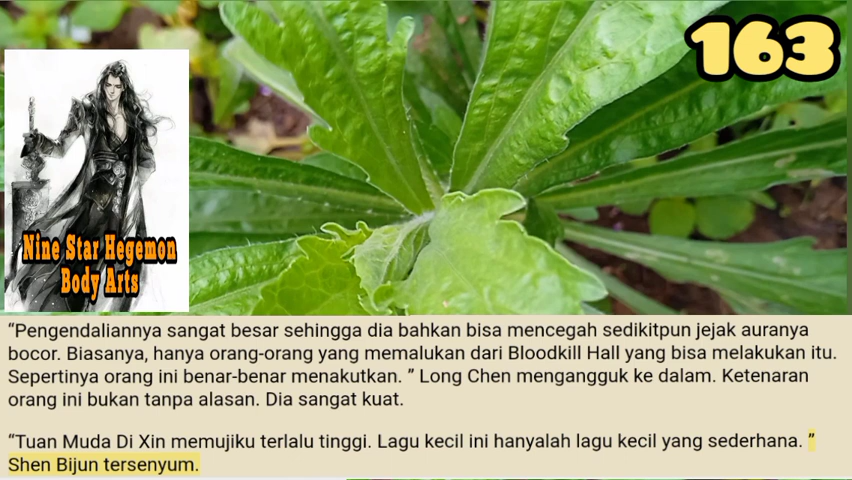 163
Nine Star Hegemon
Body Arts
“Pengendaliannya sangat besar sehingga dia bahkan bisa mencegah sedikitpun jejak auranya
bocor. Biasanya, hanya orang-orang yang memalukan dari Bloodkill Hall yang bisa melakukan itu.
Sepertinya orang ini benar-benar menakutkan. ” Long Chen mengangguk ke dalam. Ketenaran
orang ini bukan tanpa alasan. Dia sangat kuat.
“Tuan Muda Di Xin memujiku terlalu tinggi. Lagu kecil ini hanyalah lagu kecil yang sederhana. ”
Shen Bijun tersenyum.